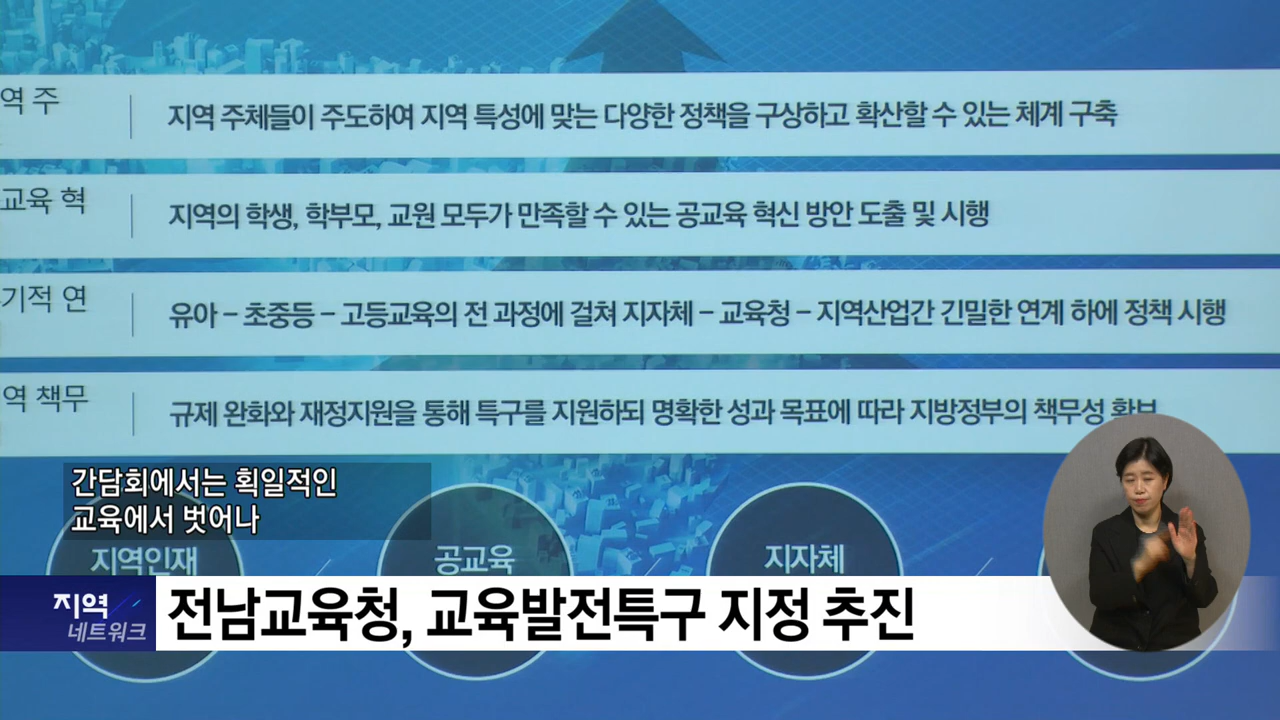 역 주
지역 주체들이 주도하여 지역 특성에 맞는 다양한 정책을 구상하고 확산할 수 있는 체계 구축
교육 혁
지역의 학생, 학부모, 교원 모두가 만족할 수 있는 공교육 혁신 방안 도출 및 시행
기적 연
유아 – 초중등 – 고등교육의 전 과정에 걸쳐 지자체 – 교육청 – 지역산업간 긴밀한 연계 하에 정책 시행
역 책무
규제 완화와 재정지원을 통해 특구를 지원하되 명확한 성과 목표에 따라 지방정부의 책무성 확보
간담회에서는 획일적인
교육에서 벗어나
지역인재
공교육
지자체
지역
네트워크
전남교육청, 교육발전특구 지정 추진